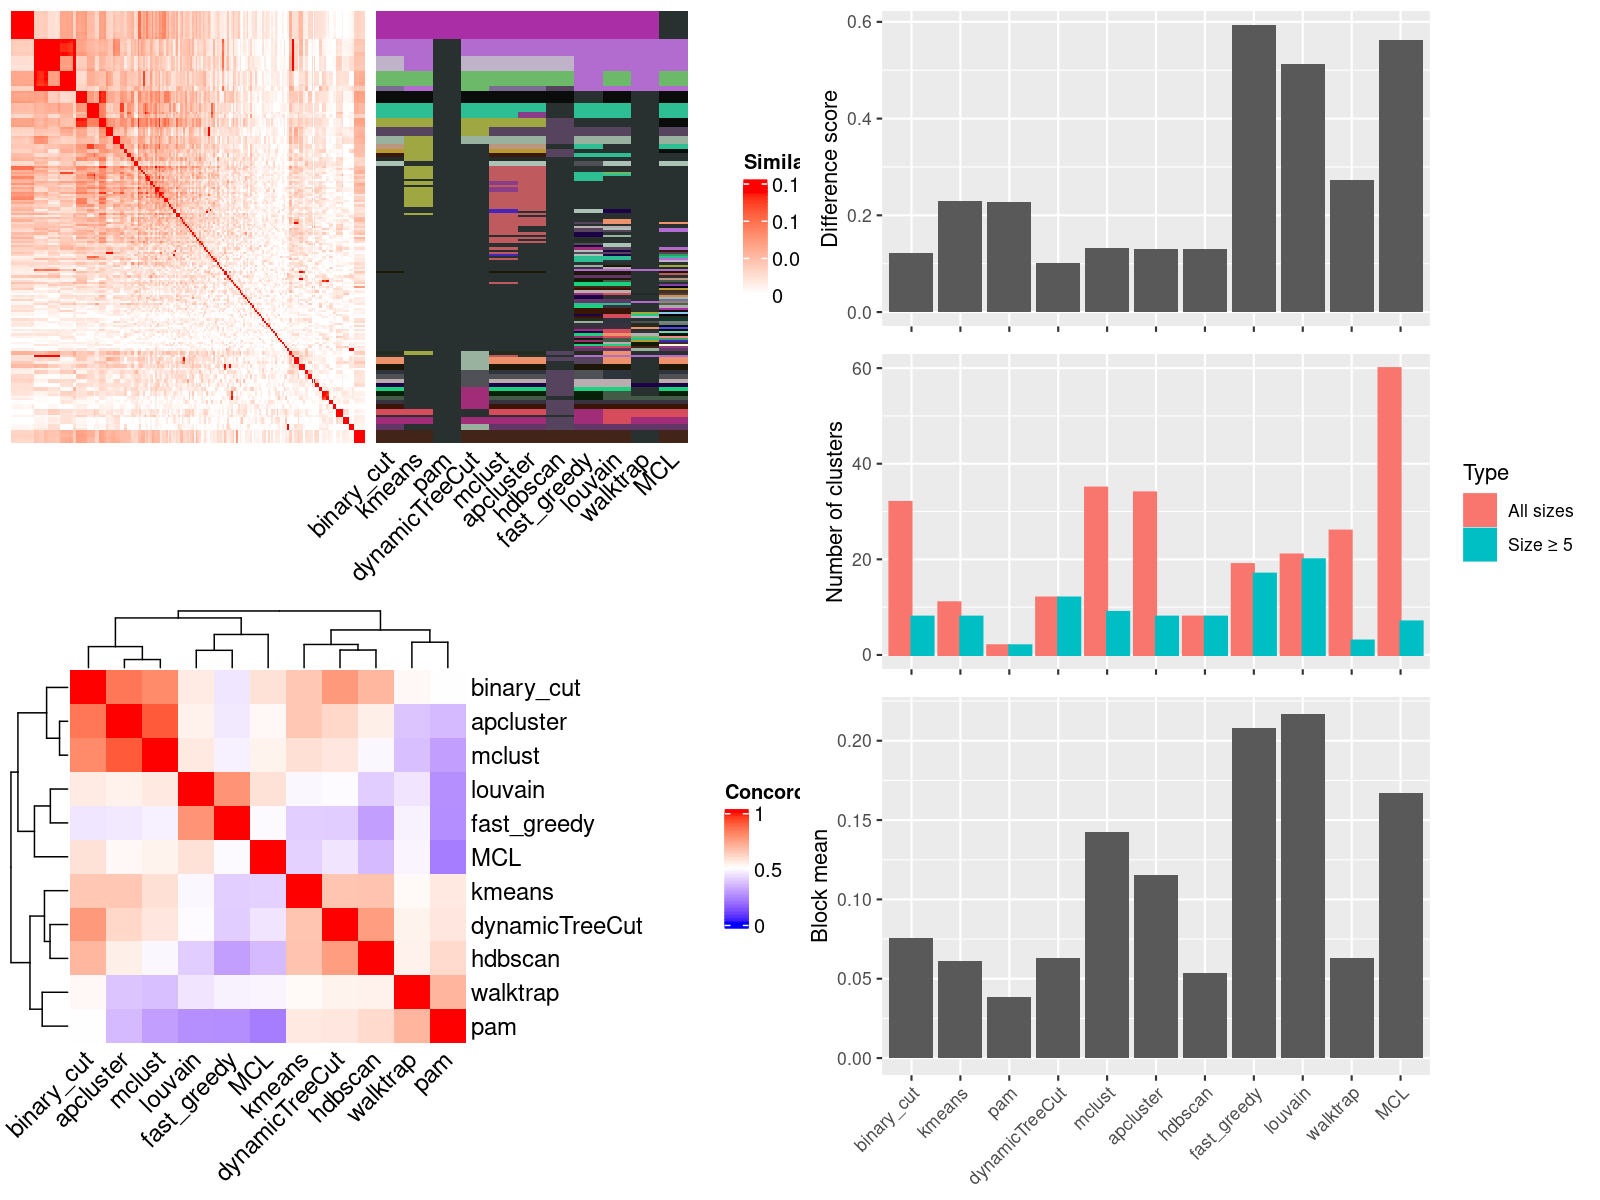 Simila
0.1
0.1
0.0
0
binary_cut
kmeans
pam
dynamicTreeCut
mclust
apcluster
hdbscan
fast_greedy
louvain
walktrap
MCL
binary_cut
apcluster
mclust
louvain
fast_greedy
MCL
kmeans
dynamicTreeCut
hdbscan
walktrap
pam
binary_cut
apcluster
mclust
louvain
fast_greedy
MCL
kmeans
dynamicTreeCut
hdbscan
walktrap
pam
Concord
1
0.5
0
Difference score
0.6
0.4
0.2
0.0
Number of clusters
60
40
20
0
Type
All sizes
Size ≥ 5
Block mean
0.20
0.15
0.10
0.05
0.00
binary_cut
kmeans
pam
dynamicTreeCut
mclust
apcluster
hdbscan
fast_greedy
louvain
walktrap
MCL